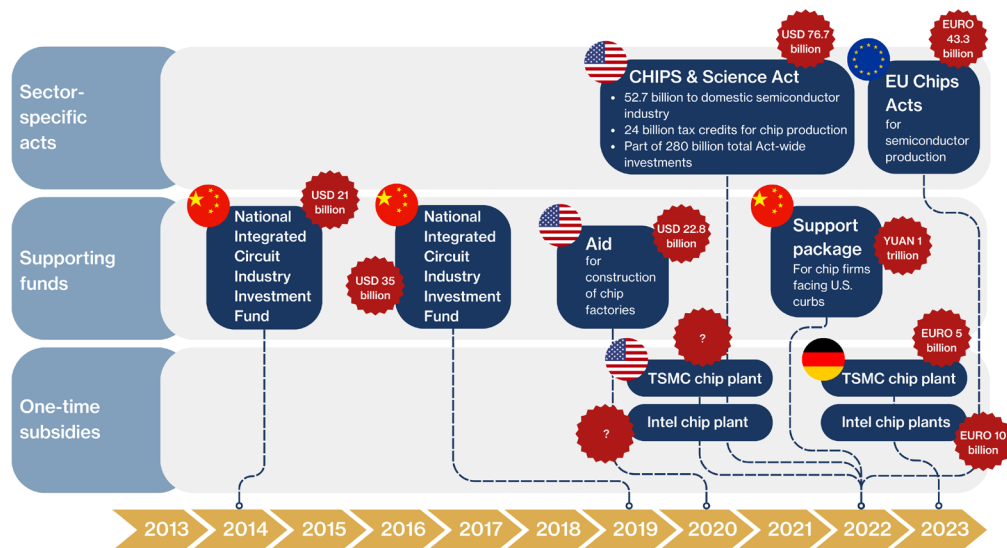 Sector-
specific
acts
USD 76.7
billion
CHIPS & Science Act
• 52.7 billion to domestic semiconductor
industry
• 24 billion tax credits for chip production
• Part of 280 billion total Act-wide
investments
EURO
43.3
billion
EU Chips
Acts
for
semiconductor
production
Supporting
funds
USD 21
billion
National
Integrated
Circuit
Industry
Investment
Fund
USD 35
billion
National
Integrated
Circuit
Industry
Investment
Fund
USD 22.8
billion
Aid
for
construction
of chip
factories
Support
package
For chip firms
facing U.S.
curbs
YUAN 1
trillion
One-time
subsidies
?
TSMC chip plant
?
Intel chip plant
EURO 5
billion
TSMC chip plant
Intel chip plants
EURO 10
billion
2013
2014
2015
2016
2017
2018
2019
2020
2021
2022
2023